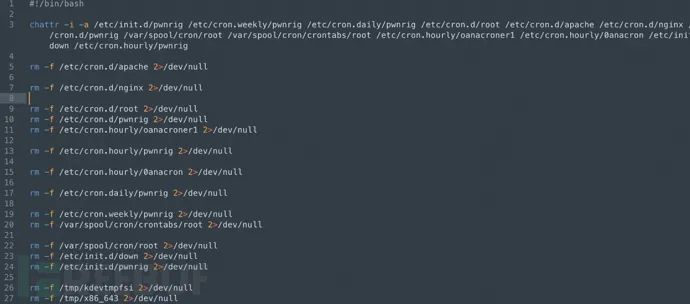 1 #!/bin/bash
2
3 chattr -i -a /etc/init.d/pwnrig /etc/cron.weekly/pwnrig /etc/cron.daily/pwnrig /etc/cron.d/root /etc/cron.d/apache /etc/cron.d/nginx /
/cron.d/pwnrig /var/spool/cron/root /var/spool/cron/crontabs/root /etc/cron.hourly/oanacroner1 /etc/cron.hourly/0anacron /etc/init
down /etc/cron.hourly/pwnrig
4
5 rm -f /etc/cron.d/apache 2>/dev/null
6
7 rm -f /etc/cron.d/nginx 2>/dev/null
8
9 rm -f /etc/cron.d/root 2>/dev/null
10 rm -f /etc/cron.d/pwnrig 2>/dev/null
11 rm -f /etc/cron.hourly/oanacroner1 2>/dev/null
12
13 rm -f /etc/cron.hourly/pwnrig 2>/dev/null
14
15 rm -f /etc/cron.hourly/0anacron 2>/dev/null
16
17 rm -f /etc/cron.daily/pwnrig 2>/dev/null
18
19 rm -f /etc/cron.weekly/pwnrig 2>/dev/null
20 rm -f /var/spool/cron/crontabs/root 2>/dev/null
21
22 rm -f /var/spool/cron/root 2>/dev/null
23 rm -f /etc/init.d/down 2>/dev/null
24 rm -f /etc/init.d/pwnrig 2>/dev/null
25
26 rm -f /tmp/kdevtmpfsi 2>/dev/null
27 rm -f /tmp/x86_643 2>/dev/null